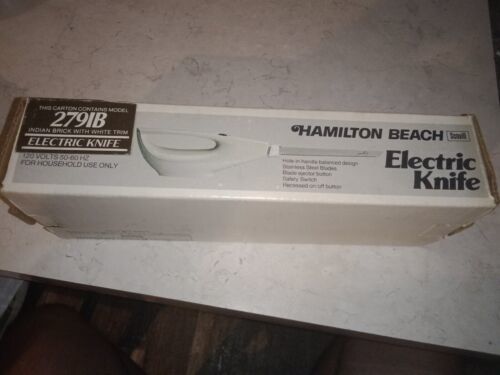 THIS CARTON CONTAINS MODEL
279IB
INDIAN BRICK WITH WHITE TRIM
ELECTRIC KNIFE
120 VOLTS 50-60 HZ
FOR HOUSEHOLD USE ONLY
HAMILTON BEACH
Scovill
Electric
Knife
Hole-in-handle balanced design
Stainless Steel Blades
Blade ejector button
Safety Switch
Recessed on off button